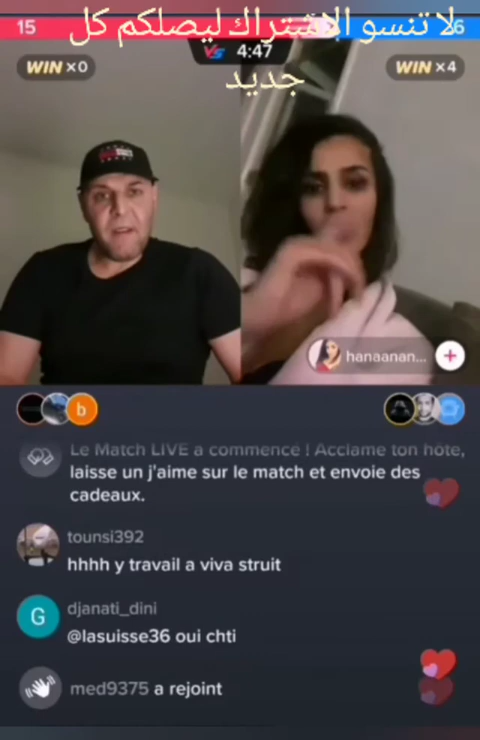 لا تنسو الاشتراك ليصلكم كل
جديد
15
VS 4:47
WIN ×0
WIN ×4
hanaanan... +
b
Le Match LIVE a commencé ! Acclame ton hôte,
laisse un j'aime sur le match et envoie des
cadeaux.
tounsi392
hhhh y travail a viva struit
G
djanati_dini
@lasuisse36 oui chti
med9375 a rejoint